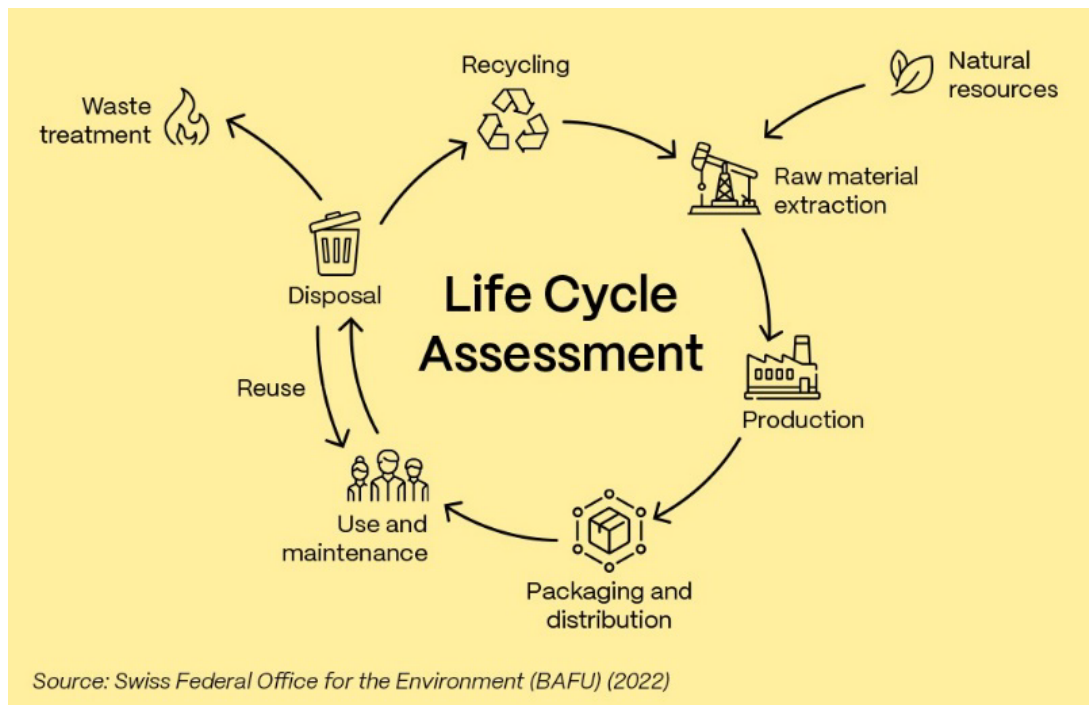 Recycling
Natural
resources
Waste
treatment
Raw material
extraction
Disposal
Life Cycle
Assessment
Reuse
Production
Use and
maintenance
Packaging and
distribution
Source: Swiss Federal Office for the Environment (BAFU) (2022)